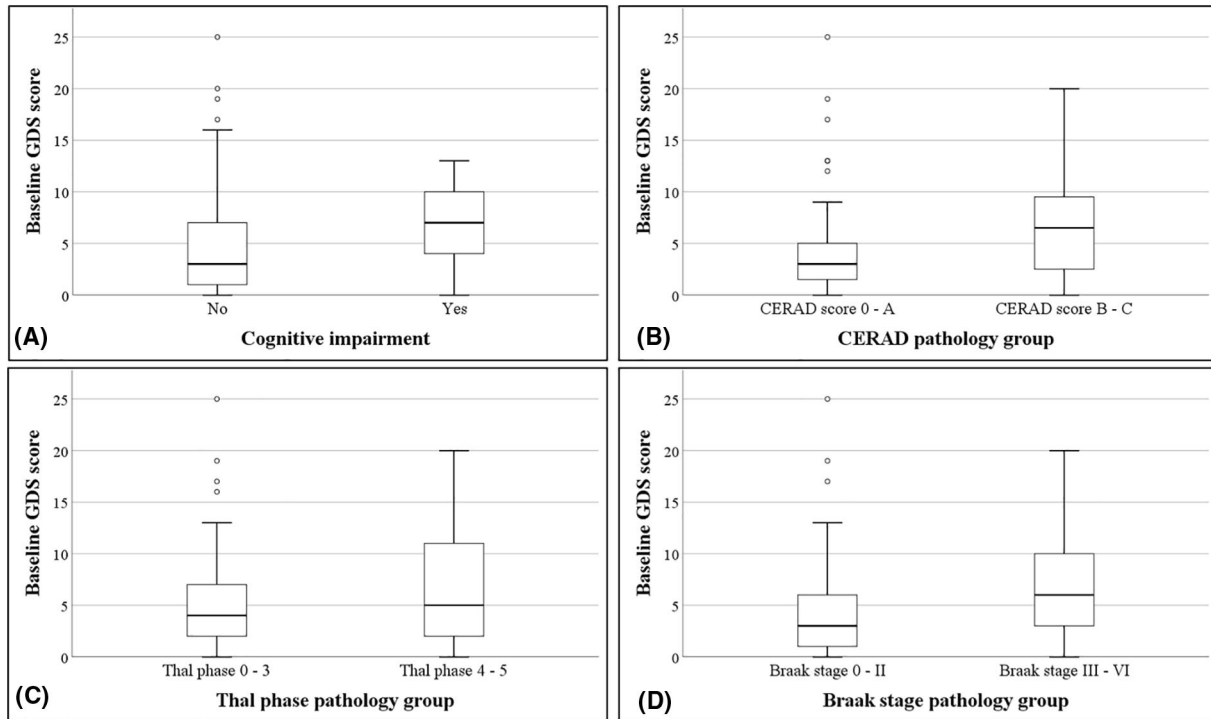 Baseline GDS score
25
20
15
10
5
0
No Yes
(A) Cognitive impairment
Baseline GDS score
25
20
15
10
5
0
CERAD score 0 - A CERAD score B - C
(B) CERAD pathology group
Baseline GDS score
25
20
15
10
5
0
Thal phase 0 - 3 Thal phase 4 - 5
(C) Thal phase pathology group
Baseline GDS score
25
20
15
10
5
0
Braak stage 0 - II Braak stage III - VI
(D) Braak stage pathology group